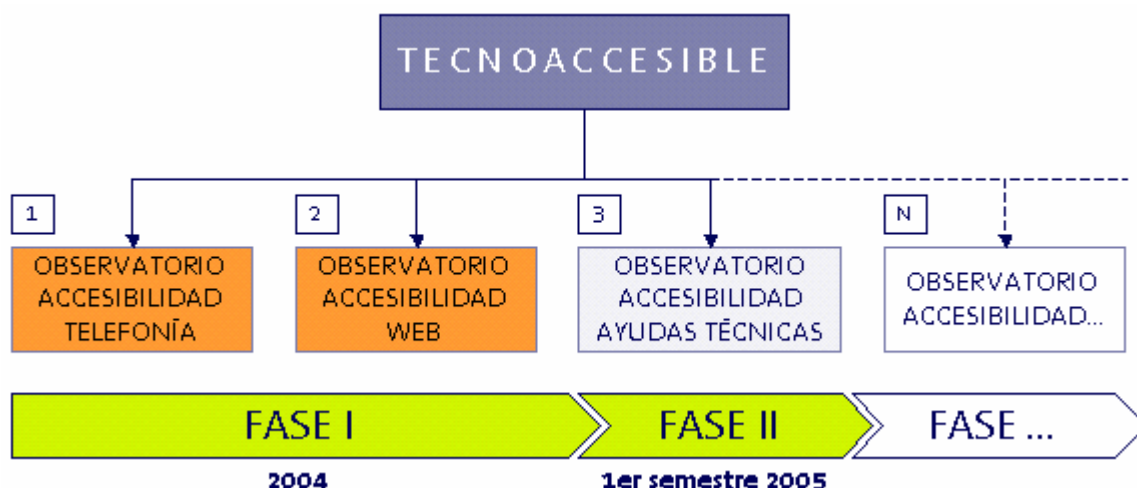 TECNOACCESIBLE
1
2
3
N
OBSERVATORIO
ACCESIBILIDAD
TELEFONÍA
OBSERVATORIO
ACCESIBILIDAD
WEB
OBSERVATORIO
ACCESIBILIDAD
AYUDAS TÉCNICAS
OBSERVATORIO
ACCESIBILIDAD...
FASE I
FASE II
FASE ...
2004
1er semestre 2005